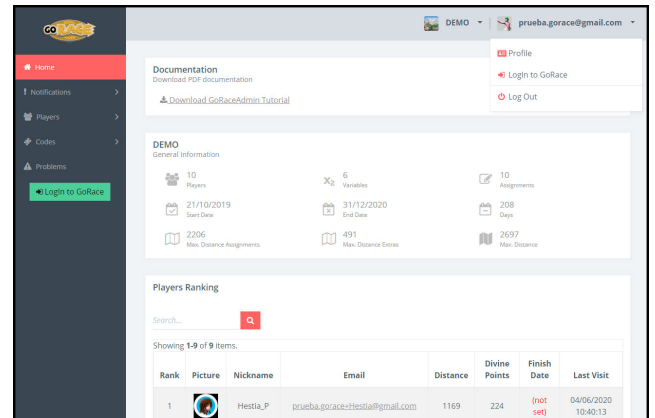 GORACE
DEMO
prueba.gorace@gmail.com
Profile
LogIn to GoRace
Log Out
Home
Notifications
Players
Codes
Problems
LogIn to GoRace
Documentation
Download PDF documentation
Download GoRaceAdmin Tutorial
DEMO
General Information
10
Players
6
Variables
10
Assignments
21/10/2019
Start Date
31/12/2020
End Date
208
Days
2206
Max. Distance Assignments
491
Max. Distance Extras
2697
Max. Distance
Players Ranking
Search...
Showing 1-9 of 9 items.
Rank Picture Nickname Email Distance Divine Points Finish Date Last Visit
1 Hestia_P prueba.gorace+Hestia@gmail.com 1169 224 (not set) 04/06/2020 10:40:13